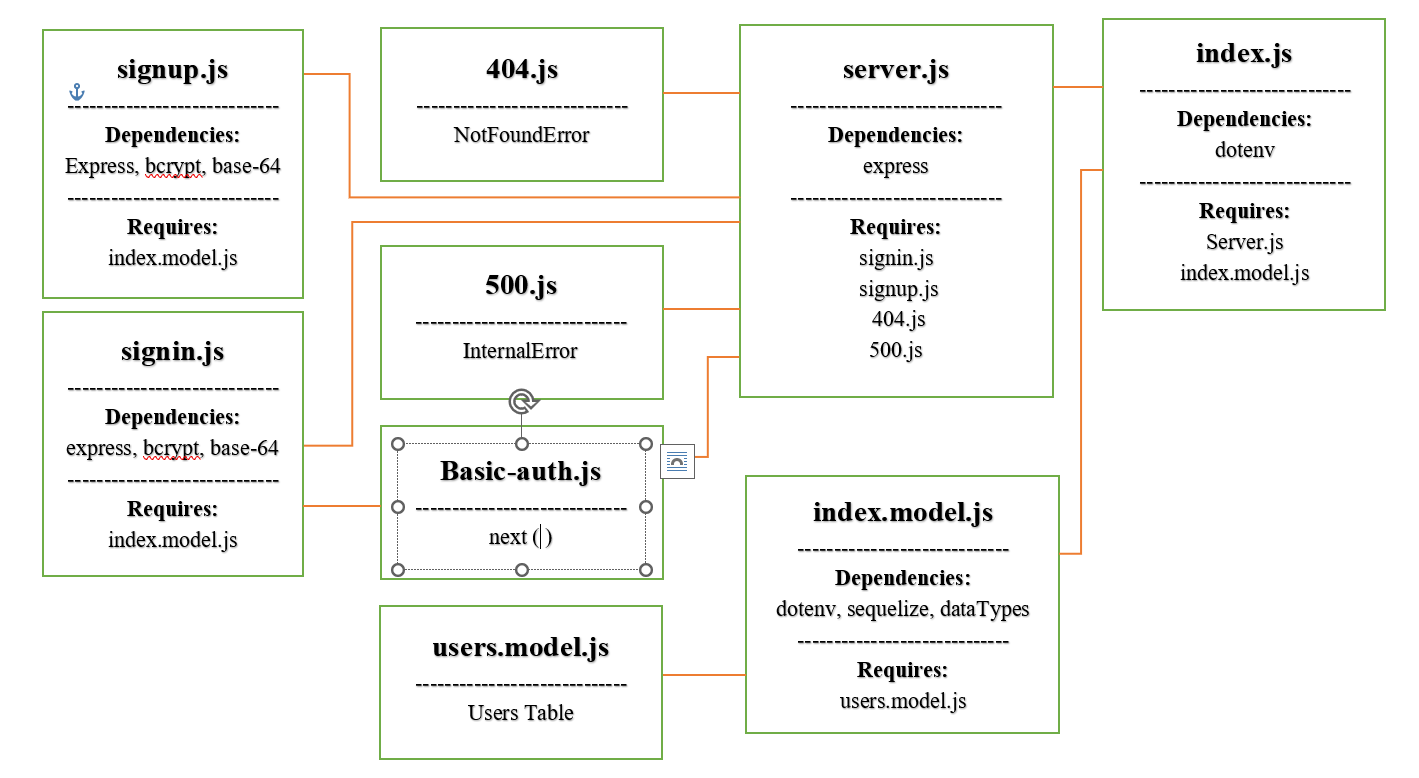 signup.js
-----------------------------
Dependencies:
Express, bcrypt, base-64
-----------------------------
Requires:
index.model.js
404.js
-----------------------------
NotFoundError
server.js
-----------------------------
Dependencies:
express
-----------------------------
Requires:
signin.js
signup.js
404.js
500.js
index.js
-----------------------------
Dependencies:
dotenv
-----------------------------
Requires:
Server.js
index.model.js
signin.js
-----------------------------
Dependencies:
express, bcrypt, base-64
-----------------------------
Requires:
index.model.js
500.js
-----------------------------
InternalError
Basic-auth.js
-----------------------------
next ( )
users.model.js
-----------------------------
Users Table
index.model.js
-----------------------------
Dependencies:
dotenv, sequelize, dataTypes
-----------------------------
Requires:
users.model.js